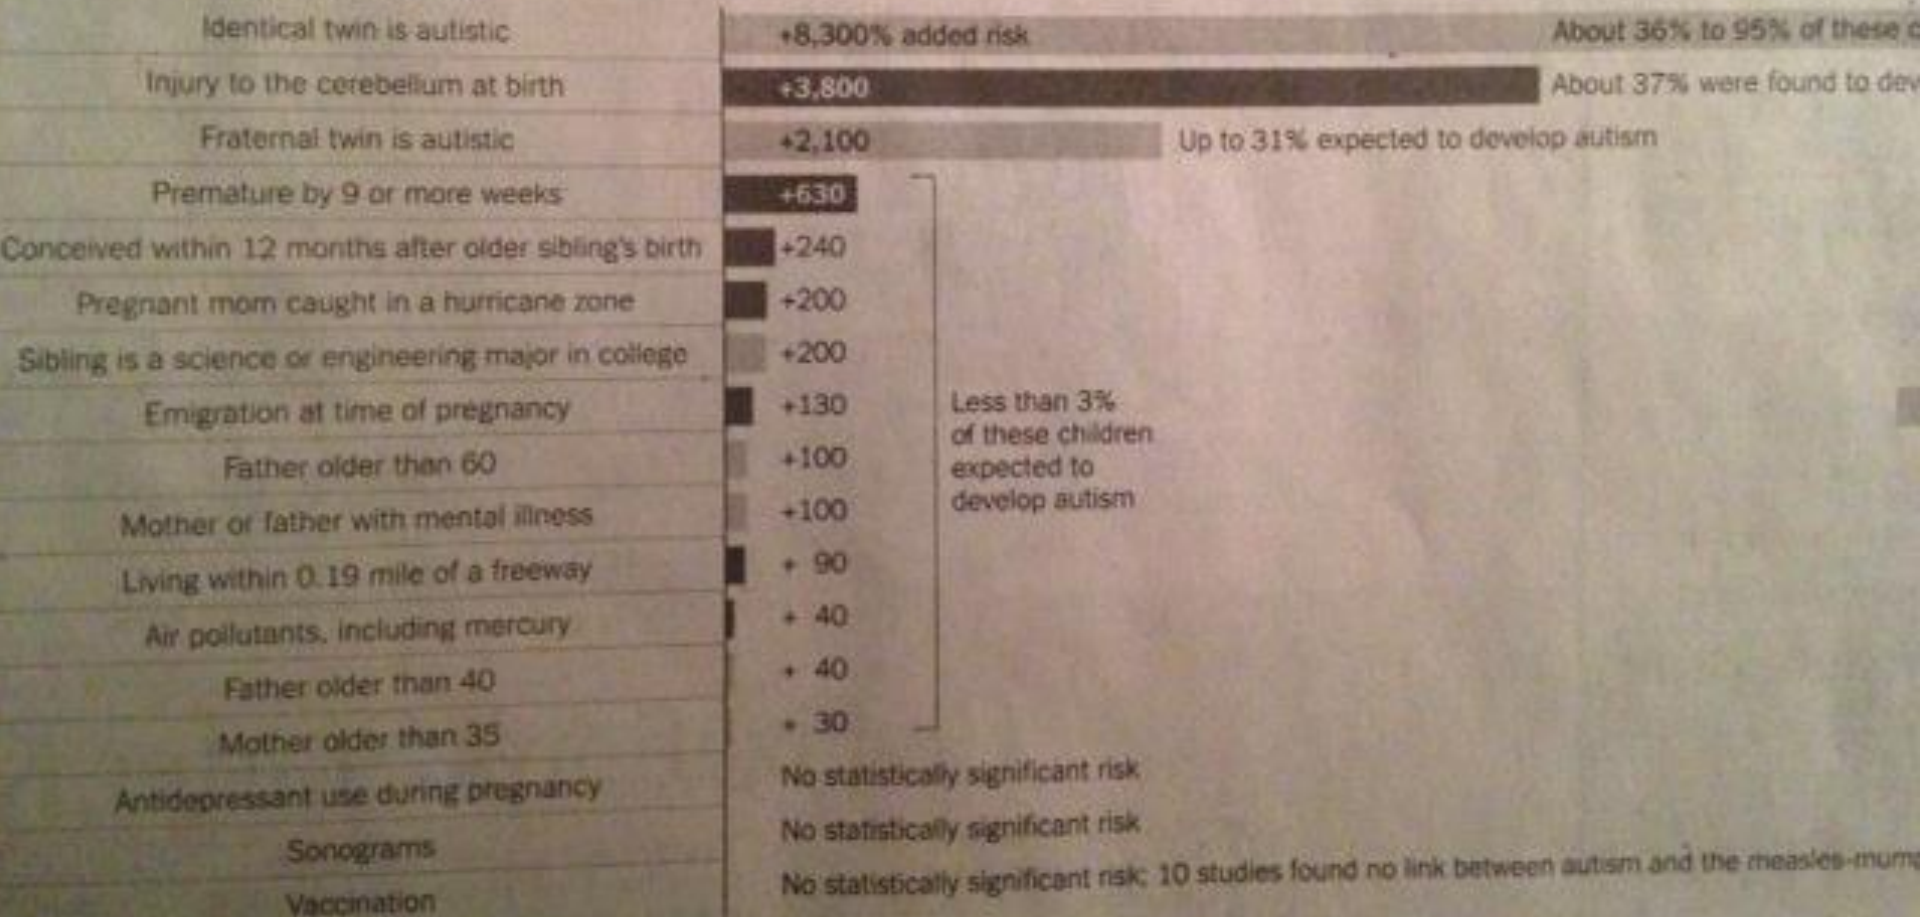 Identical twin is autistic +8,300% added risk About 36% to 95% of these
Injury to the cerebellum at birth +3,800 About 37% were found to
Fraternal twin is autistic +2,100 Up to 31% expected to develop autism
Premature by 9 or more weeks +630
Conceived within 12 months after older sibling's birth +240
Pregnant mom caught in a hurricane zone +200
Sibling is a science or engineering major in college +200
Emigration at time of pregnancy +130
Father older than 60 +100
Mother or father with mental illness +100
Living within 0.19 mile of a freeway + 90
Air pollutants, including mercury + 40
Father older than 40 + 40
Mother older than 35 + 30
Less than 3%
of these children
expected to
develop autism
Antidepressant use during pregnancy No statistically significant risk
Sonograms No statistically significant risk
Vaccination No statistically significant risk; 10 studies found no link between autism and the